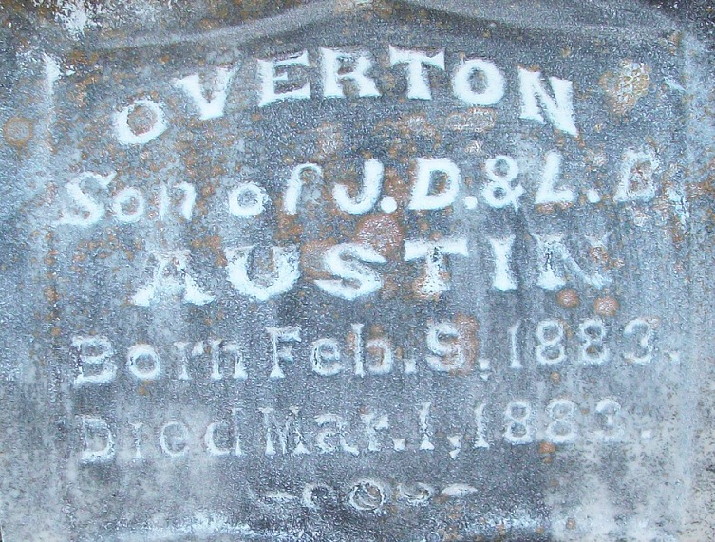 OVERTON
Son of J.D.&L.B
AUSTIN
Born Feb.9,1883.
Died Mar.1,1883.